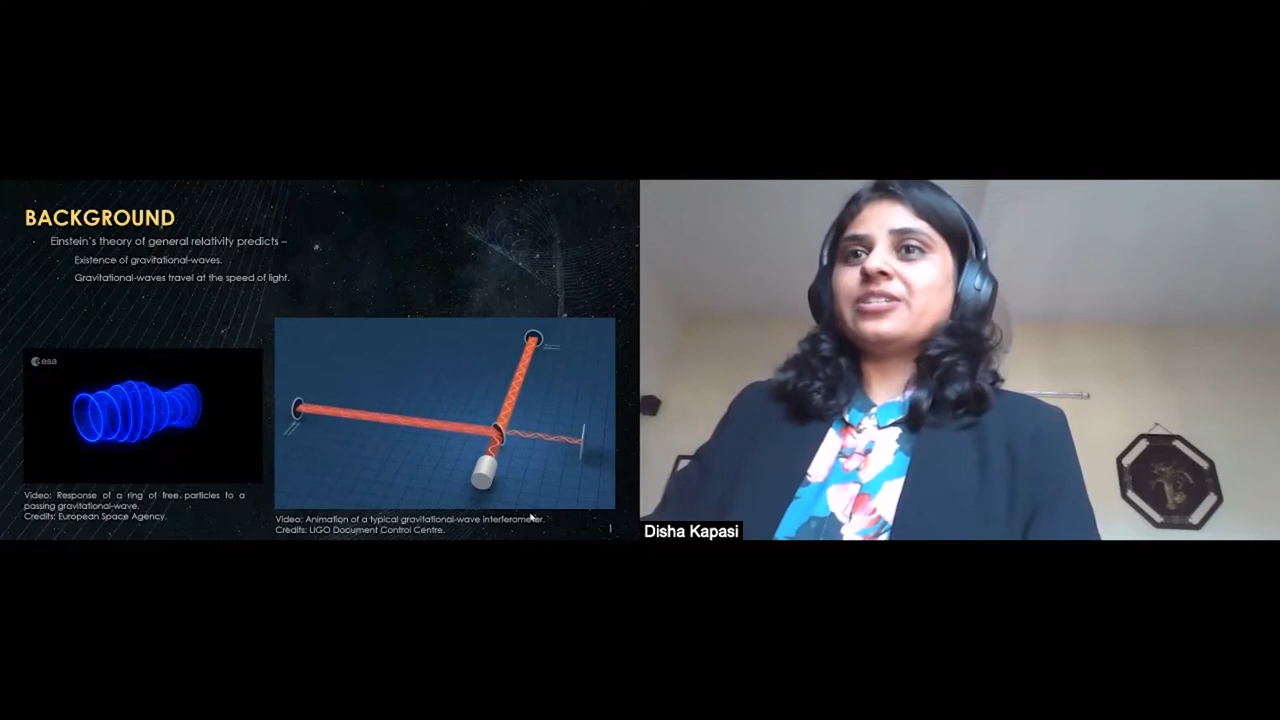 BACKGROUND
Einstein's theory of general relativity predicts –
Existence of gravitational-waves.
Gravitational-waves travel at the speed of light.
esa
Video: Response of a ring of free particles to a
passing gravitational-wave.
Credits: European Space Agency.
Video: Animation of a typical gravitational-wave interferometer.
Credits: LIGO Document Control Centre.
1
Disha Kapasi